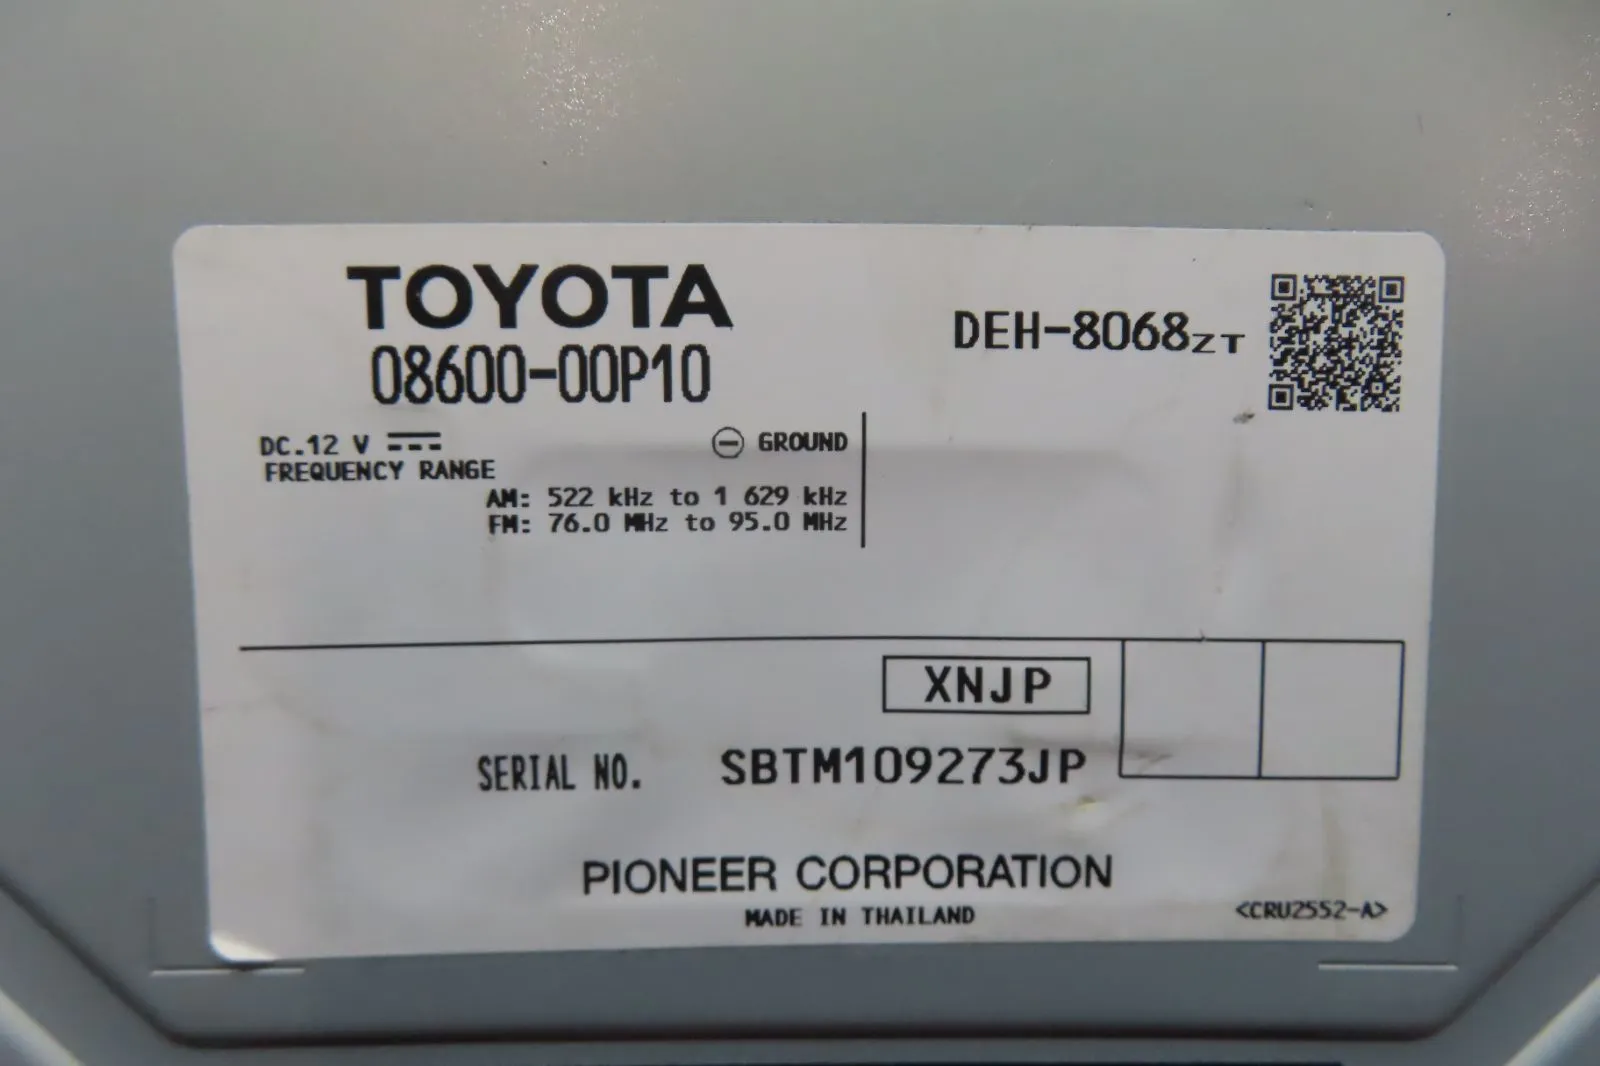 TOYOTA
08600-00P10
DEH-8068ZT
DC.12 V
GROUND
FREQUENCY RANGE
AM: 522 kHz to 1 629 kHz
FM: 76.0 MHz to 95.0 MHz
XNJP
SERIAL NO. SBTM109273JP
PIONEER CORPORATION
MADE IN THAILAND
<CRU2552-A>